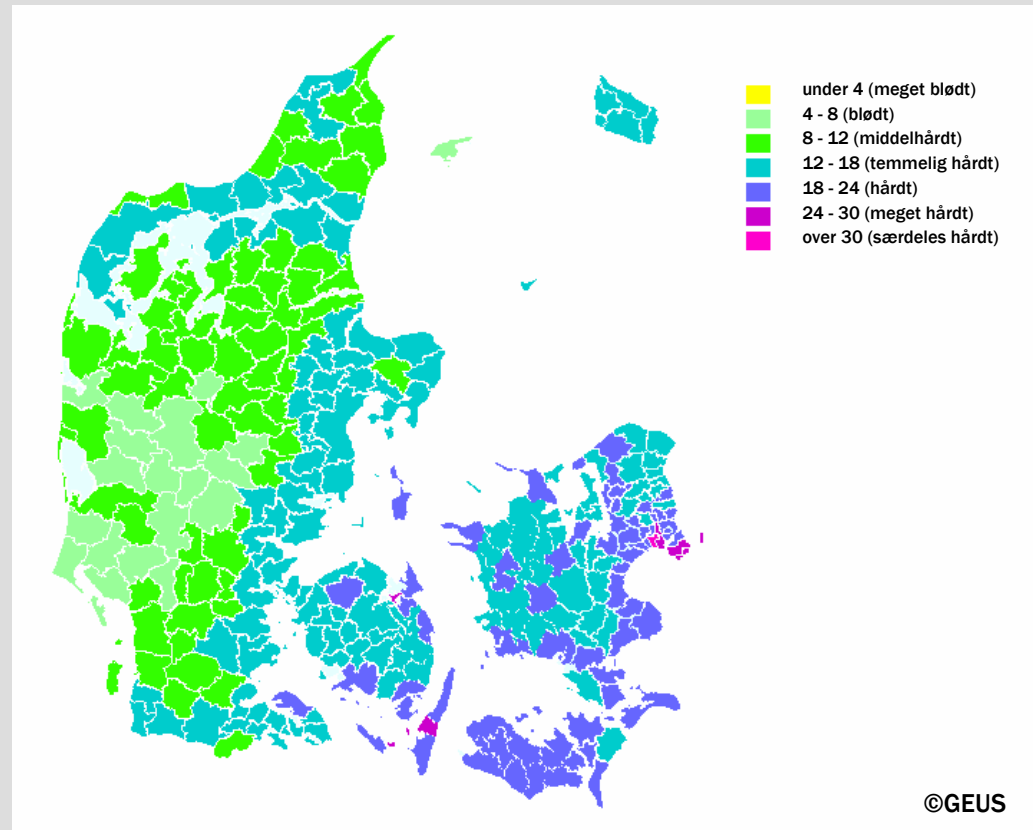 under 4 (meget blødt)
4 - 8 (blødt)
8 - 12 (middelhårdt)
12 - 18 (temmelig hårdt)
18 - 24 (hårdt)
24 - 30 (meget hårdt)
over 30 (særdeles hårdt)
©GEUS